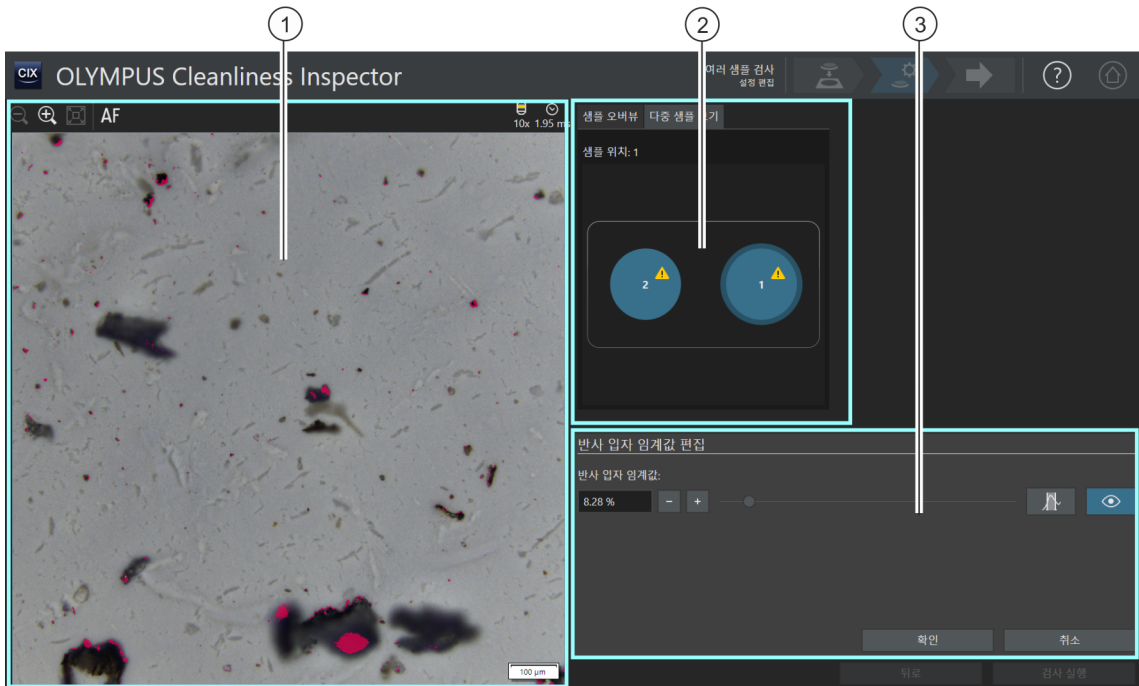 1
2
3
CIX OLYMPUS Cleanliness Inspector
여러 샘플 검사
설정 편집
?
AF
10x 1.95 ms
샘플 오버뷰 다중 샘플
샘플 위치: 1
2
1
반사 입자 임계값 편집
반사 입자 임계값:
8.28 % - +
확인 취소
100 µm
뒤로 검사 실행